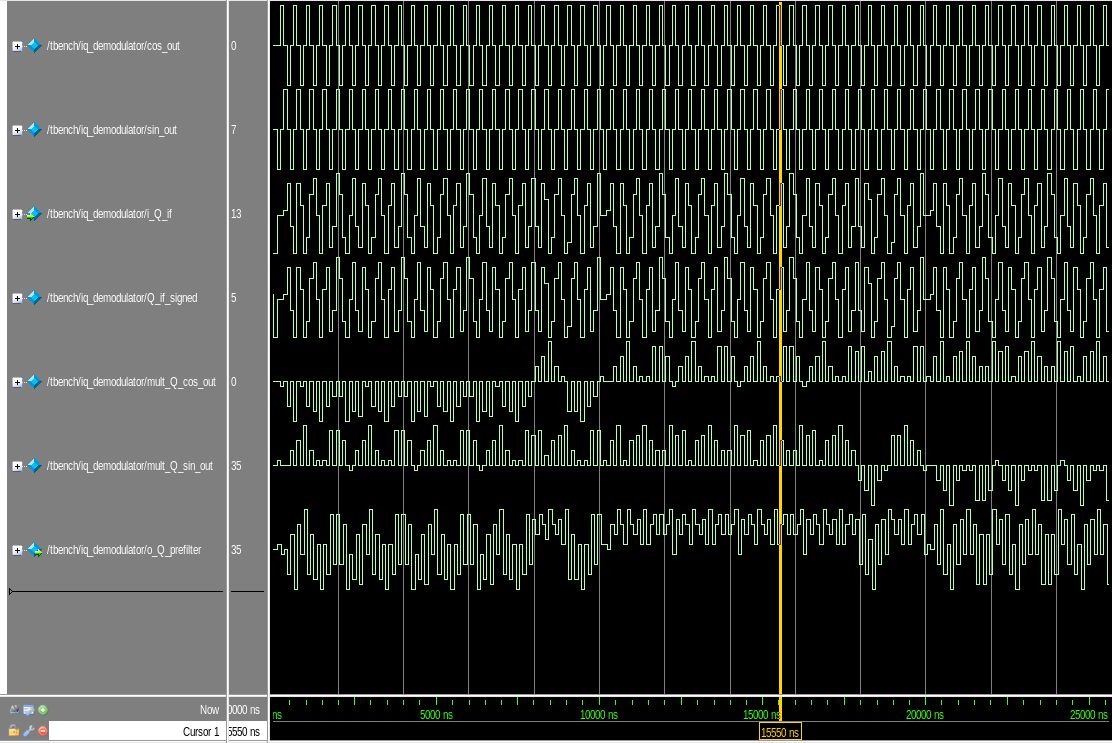 /tbench/iq_demodulator/cos_out 0
/tbench/iq_demodulator/sin_out 7
/tbench/iq_demodulator/i_Q_if 13
/tbench/iq_demodulator/Q_if_signed 5
/tbench/iq_demodulator/mult_Q_cos_out 0
/tbench/iq_demodulator/mult_Q_sin_out 35
/tbench/iq_demodulator/o_Q_prefilter 35
Now 0000 ns ns 5000 ns 10000 ns 15000 ns 20000 ns 25000 ns
Cursor 1 5550 ns 15550 ns